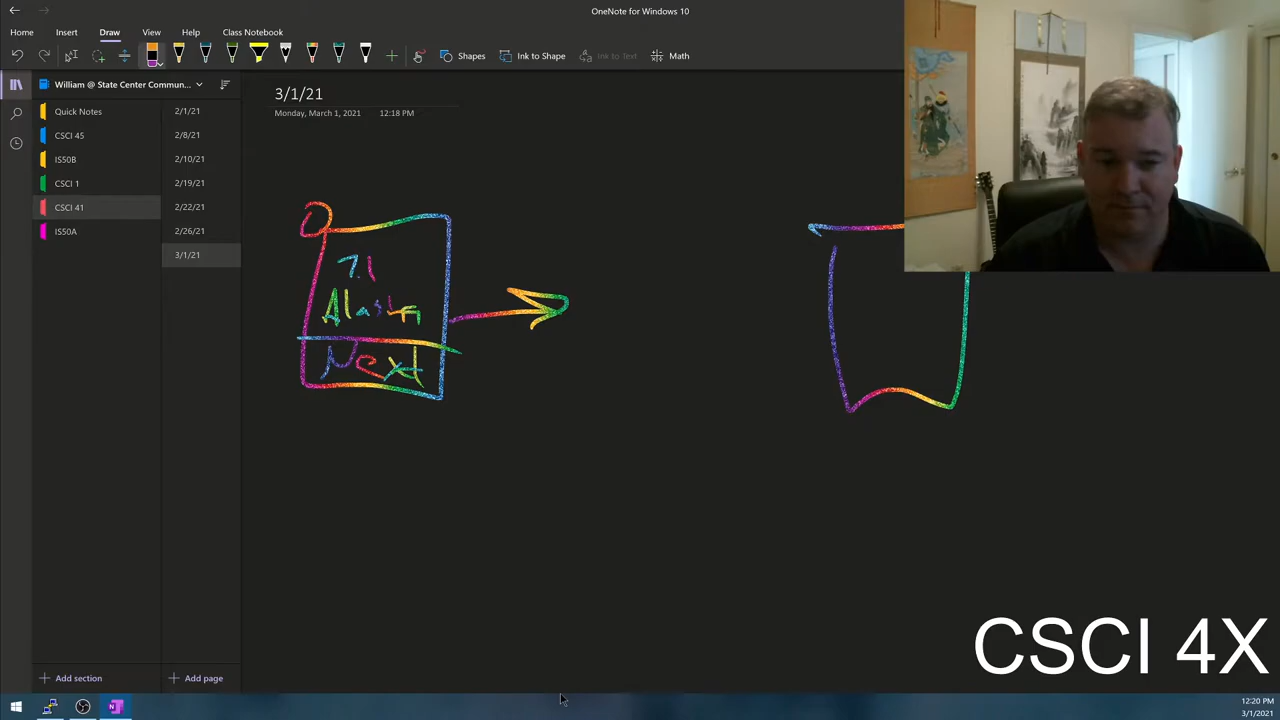 OneNote for Windows 10
Home
Insert
Draw
View
Help
Class Notebook
Shapes
Ink to Shape
Ink to Text
Math
William @ State Center Commun...
Quick Notes
CSCI 45
IS50B
CSCI 1
CSCI 41
IS50A
2/1/21
2/8/21
2/10/21
2/19/21
2/22/21
2/26/21
3/1/21
3/1/21
Monday, March 1, 2021
12:18 PM
7.1
Alaska
Next
Add section
Add page
CSCI 4X
12:20 PM
3/1/2021